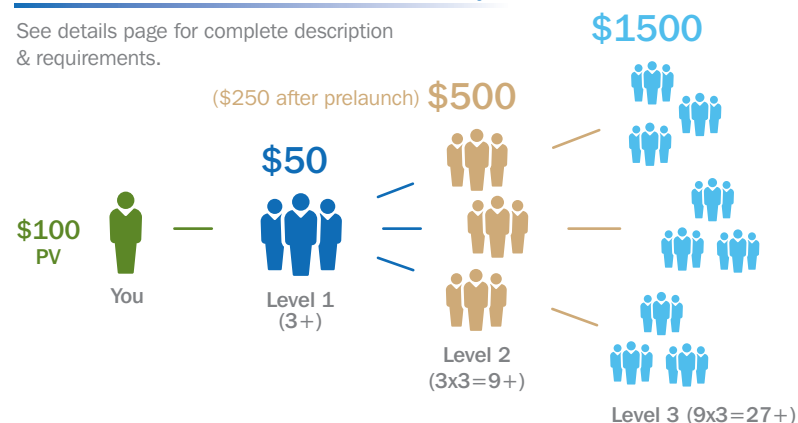 See details page for complete description
& requirements.
$1500
($250 after prelaunch) $500
$50
$100
PV
You
Level 1
(3+)
Level 2
(3x3=9+)
Level 3 (9x3=27+)